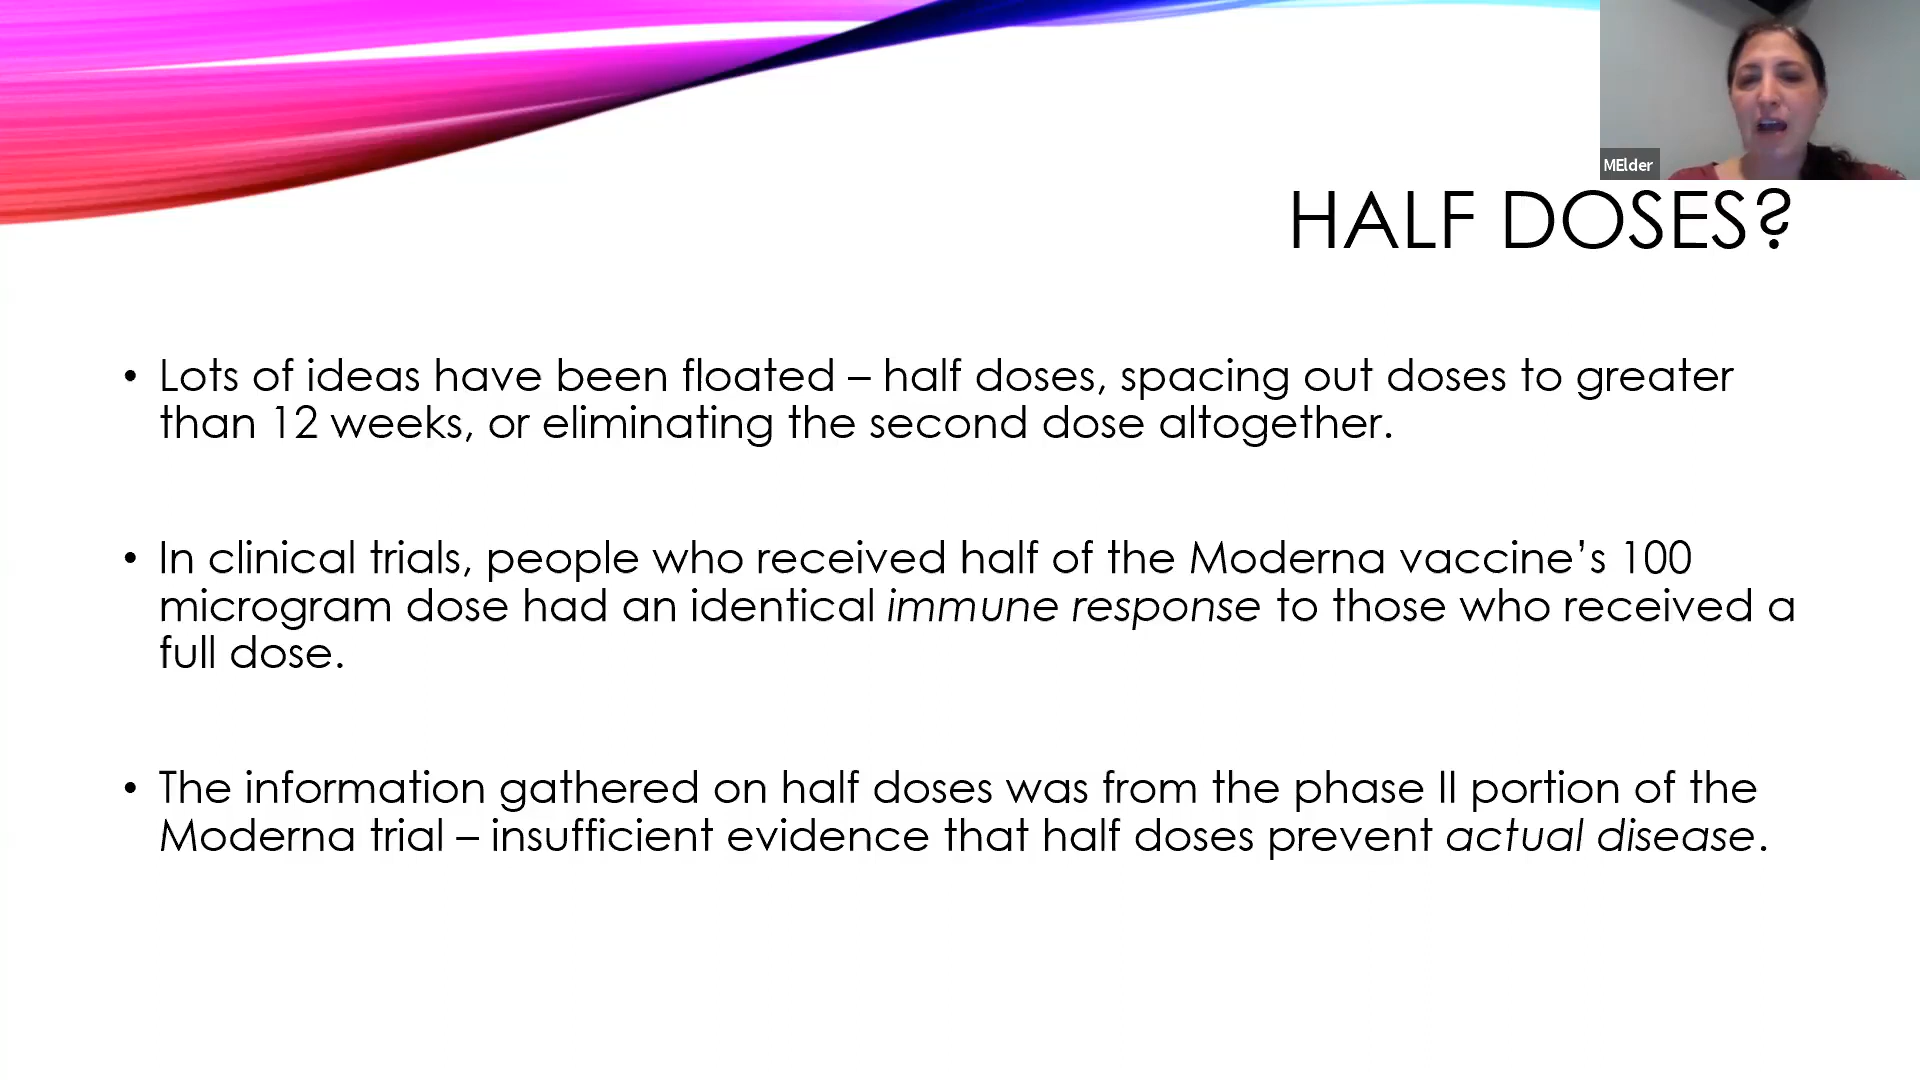 MElder
HALF DOSES?
• Lots of ideas have been floated – half doses, spacing out doses to greater
than 12 weeks, or eliminating the second dose altogether.
• In clinical trials, people who received half of the Moderna vaccine’s 100
microgram dose had an identical immune response to those who received a
full dose.
• The information gathered on half doses was from the phase II portion of the
Moderna trial – insufficient evidence that half doses prevent actual disease.